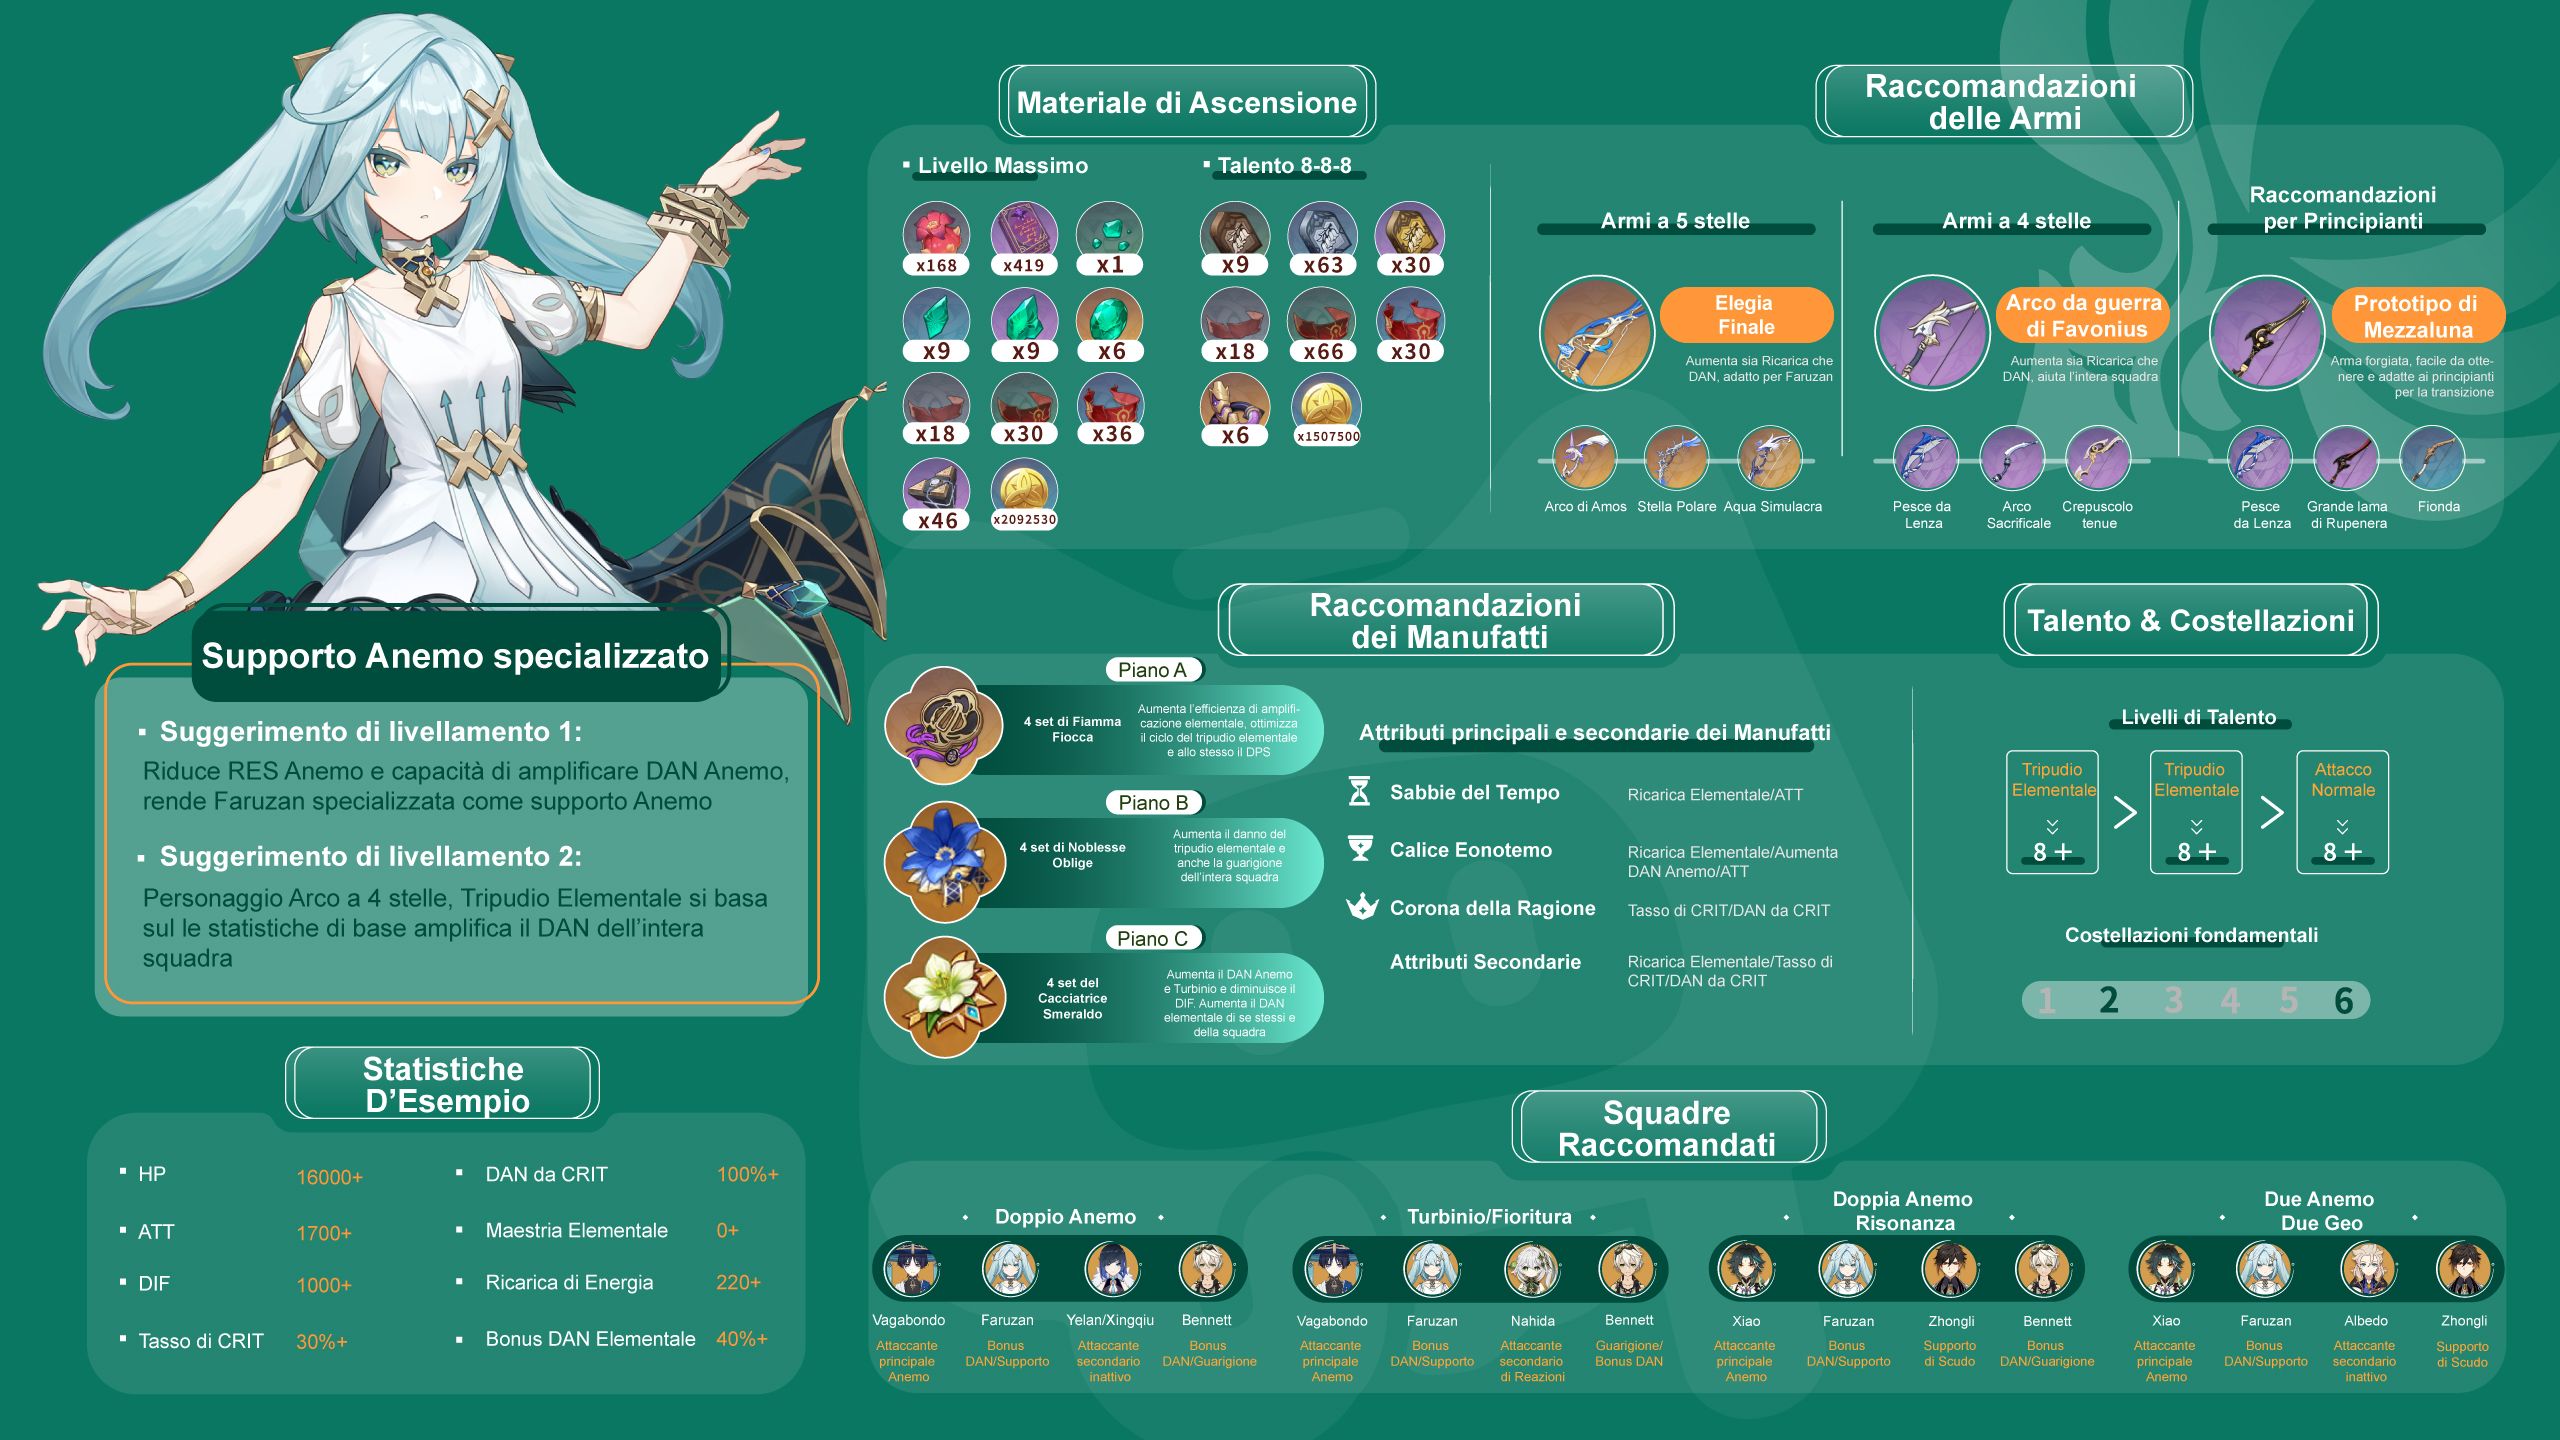 Supporto Anemo specializzato
Suggerimento di livellamento 1:
Riduce RES Anemo e capacità di amplificare DAN Anemo,
rende Faruzan specializzata come supporto Anemo
Suggerimento di livellamento 2:
Personaggio Arco a 4 stelle, Tripudio Elementale si basa
sul le statistiche di base amplifica il DAN dell'intera
squadra
Statistiche
D'Esempio
HP 16000+
ATT 1700+
DIF 1000+
Tasso di CRIT 30%+
DAN da CRIT 100%+
Maestria Elementale 0+
Ricarica di Energia 220+
Bonus DAN Elementale 40%+
Materiale di Ascensione
Livello Massimo
x168 x419 x1
x9 x9 x6
x18 x30 x36
x46 x2092530
Talento 8-8-8
x9 x63 x30
x18 x66 x30
x6 x1507500
Raccomandazioni
delle Armi
Armi a 5 stelle
Elegia
Finale
Aumenta sia Ricarica che
DAN, adatto per Faruzan
Arco di Amos Stella Polare Aqua Simulacra
Armi a 4 stelle
Arco da guerra
di Favonius
Aumenta sia Ricarica che
DAN, aiuta l'intera squadra
Pesce da
Lenza
Arco
Sacrificale
Crepuscolo
tenue
Raccomandazioni
per Principianti
Prototipo di
Mezzaluna
Arma forgiata, facile da otte-
nere e adatte ai principianti
per la transizione
Pesce
da Lenza
Grande lama
di Rupenera
Fionda
Raccomandazioni
dei Manufatti
Piano A
4 set di Fiamma
Fiocca
Aumenta l'efficienza di amplifi-
cazione elementale, ottimizza
il ciclo del tripudio elementale
e allo stesso il DPS
Piano B
4 set di Noblesse
Oblige
Aumenta il danno del
tripudio elementale e
anche la guarigione
dell'intera squadra
Piano C
4 set del
Cacciatrice
Smeraldo
Aumenta il DAN Anemo
e Turbinio e diminuisce il
DIF. Aumenta il DAN
elementale di se stessi e
della squadra
Attributi principali e secondarie dei Manufatti
Sabbie del Tempo Ricarica Elementale/ATT
Calice Eonotemo Ricarica Elementale/Aumenta
DAN Anemo/ATT
Corona della Ragione Tasso di CRIT/DAN da CRIT
Attributi Secondarie Ricarica Elementale/Tasso di
CRIT/DAN da CRIT
Talento & Costellazioni
Livelli di Talento
Tripudio
Elementale
8 +
>
Tripudio
Elementale
8 +
>
Attacco
Normale
8 +
Costellazioni fondamentali
1 2 3 4 5 6
Squadre
Raccomandati
Doppio Anemo
Vagabondo
Attaccante
principale
Anemo
Faruzan
Bonus
DAN/Supporto
Yelan/Xingqiu
Attaccante
secondario
inattivo
Bennett
Bonus
DAN/Guarigione
Turbinio/Fioritura
Vagabondo
Attaccante
principale
Anemo
Faruzan
Bonus
DAN/Supporto
Nahida
Attaccante
secondario
di Reazioni
Bennett
Guarigione/
Bonus DAN
Doppia Anemo
Risonanza
Xiao
Attaccante
principale
Anemo
Faruzan
Bonus
DAN/Supporto
Zhongli
Supporto
di Scudo
Bennett
Bonus
DAN/Guarigione
Due Anemo
Due Geo
Xiao
Attaccante
principale
Anemo
Faruzan
Bonus
DAN/Supporto
Albedo
Attaccante
secondario
inattivo
Zhongli
Supporto
di Scudo